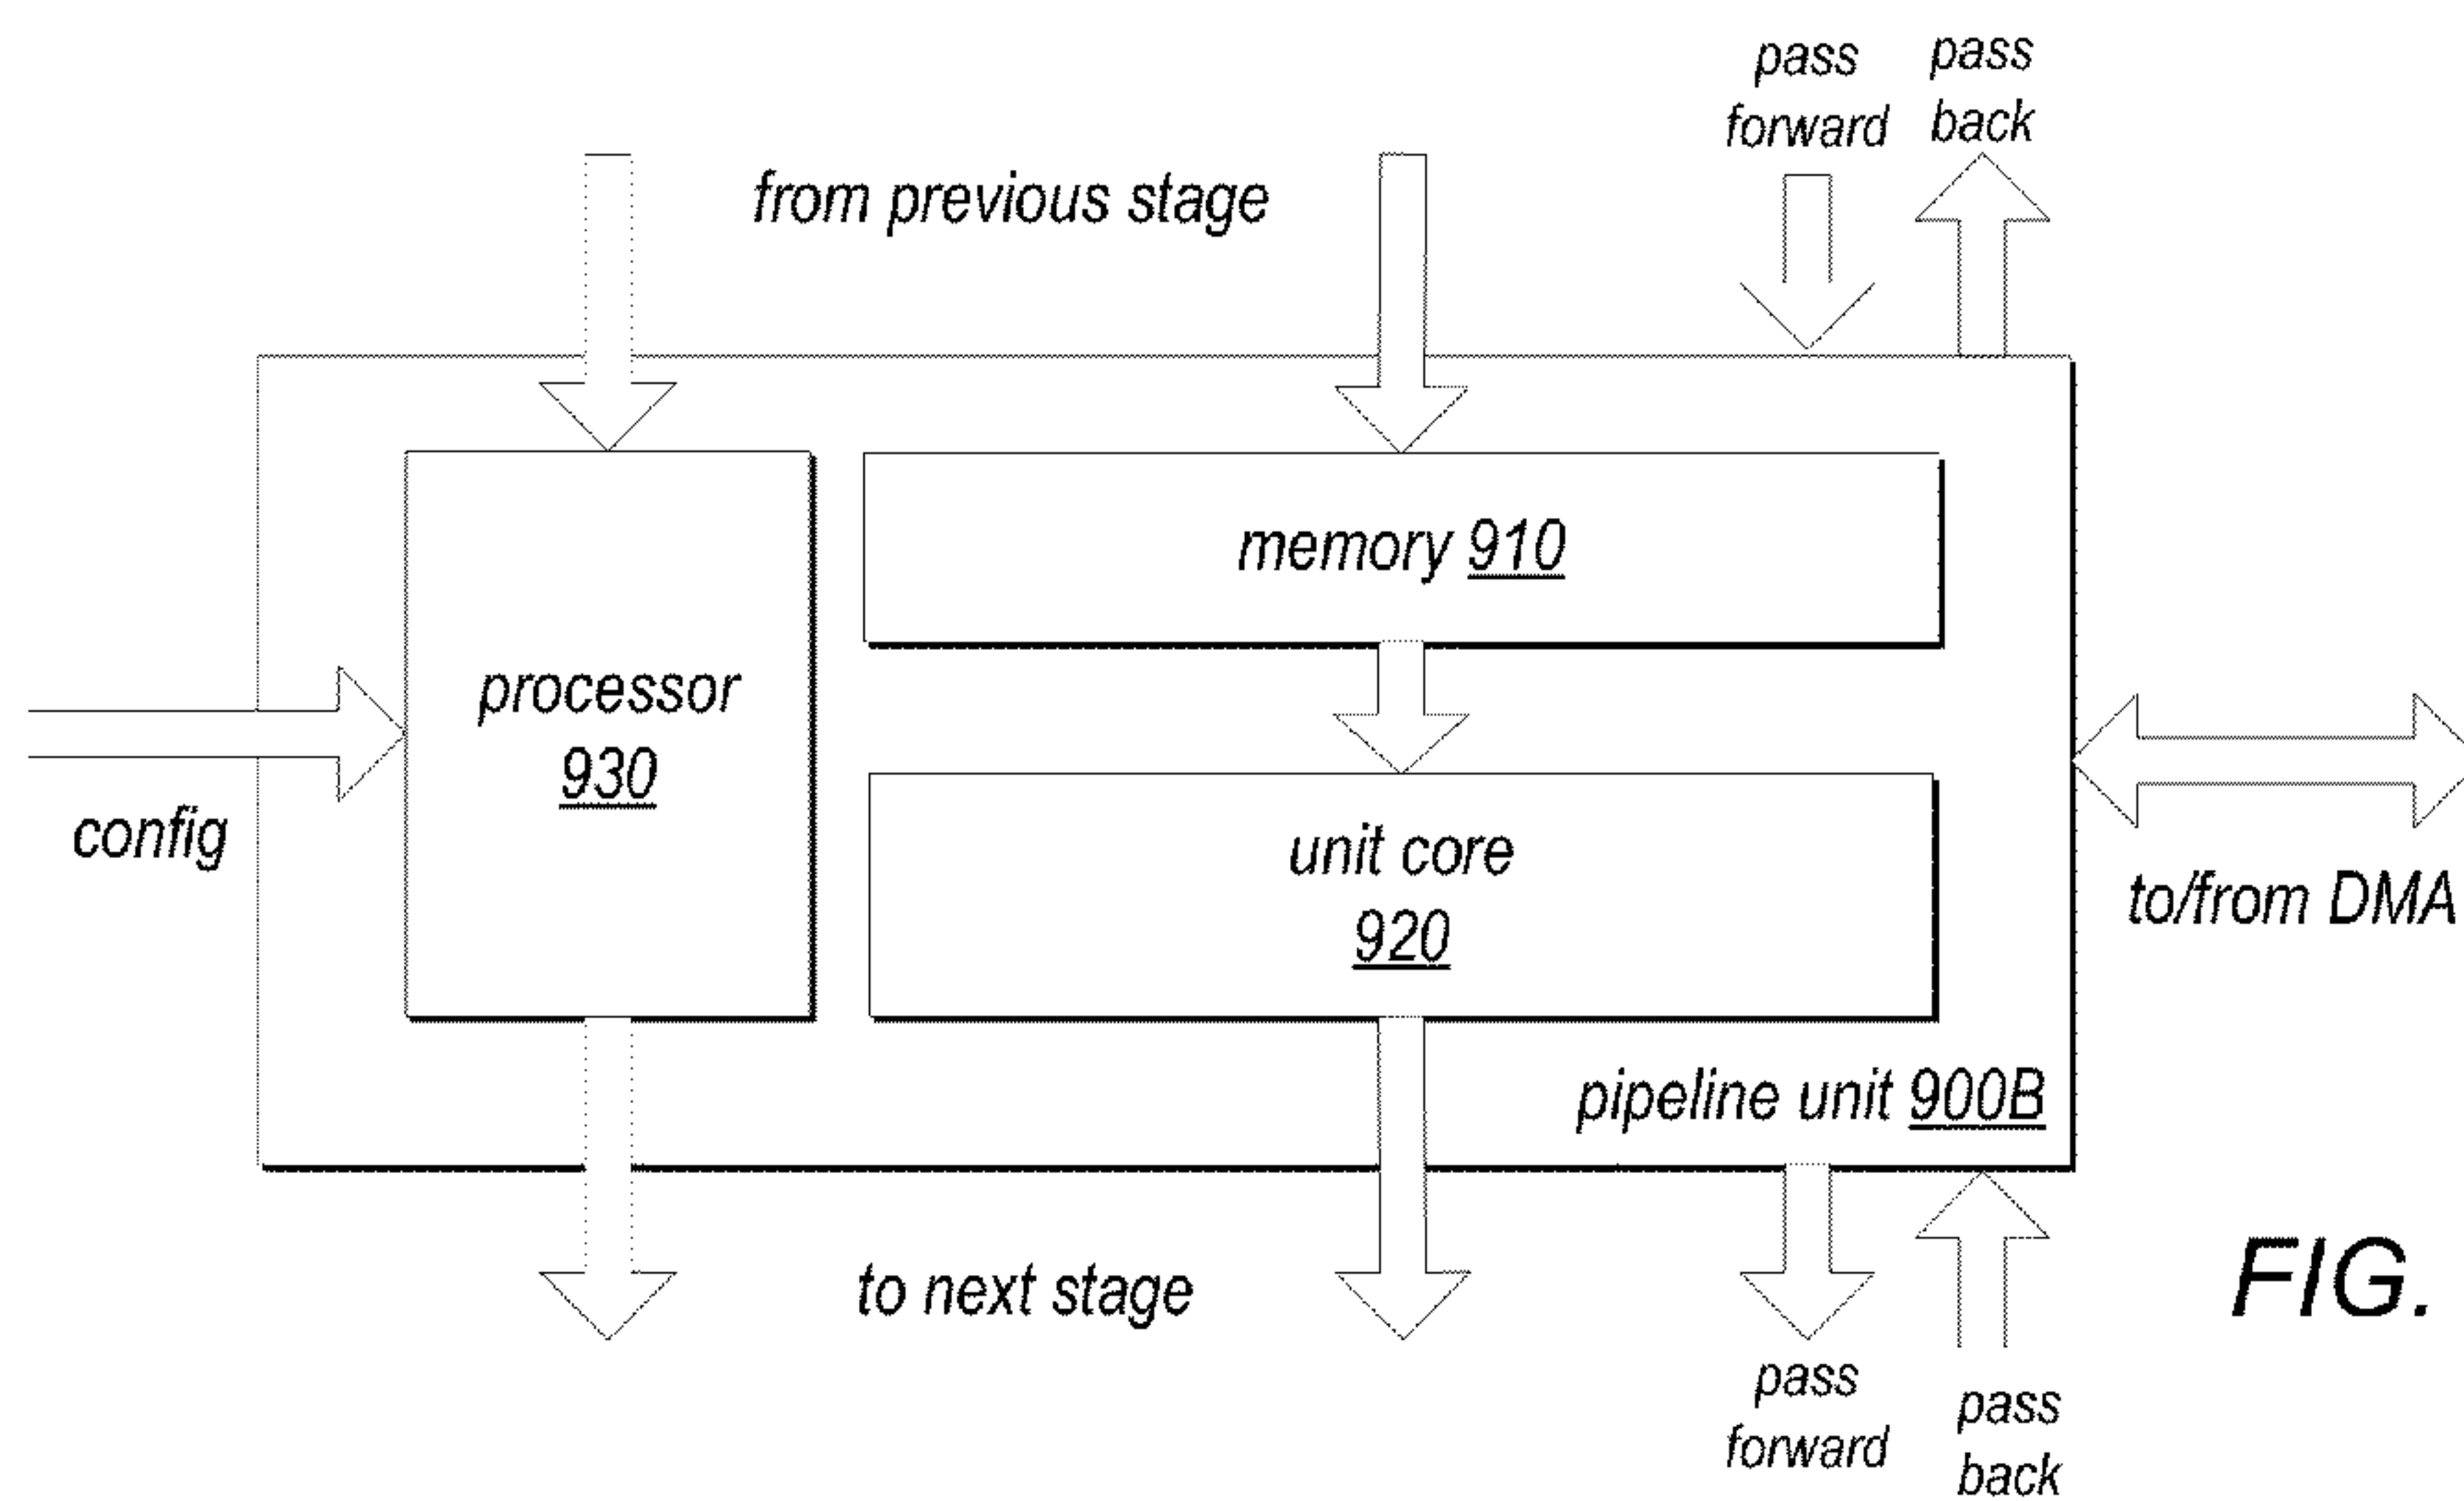 pass
forward
pass
back
from previous stage
memory 910
processor
930
config
unit core
920
to/from DMA
pipeline unit 900B
to next stage
FIG.
pass
forward
pass
back